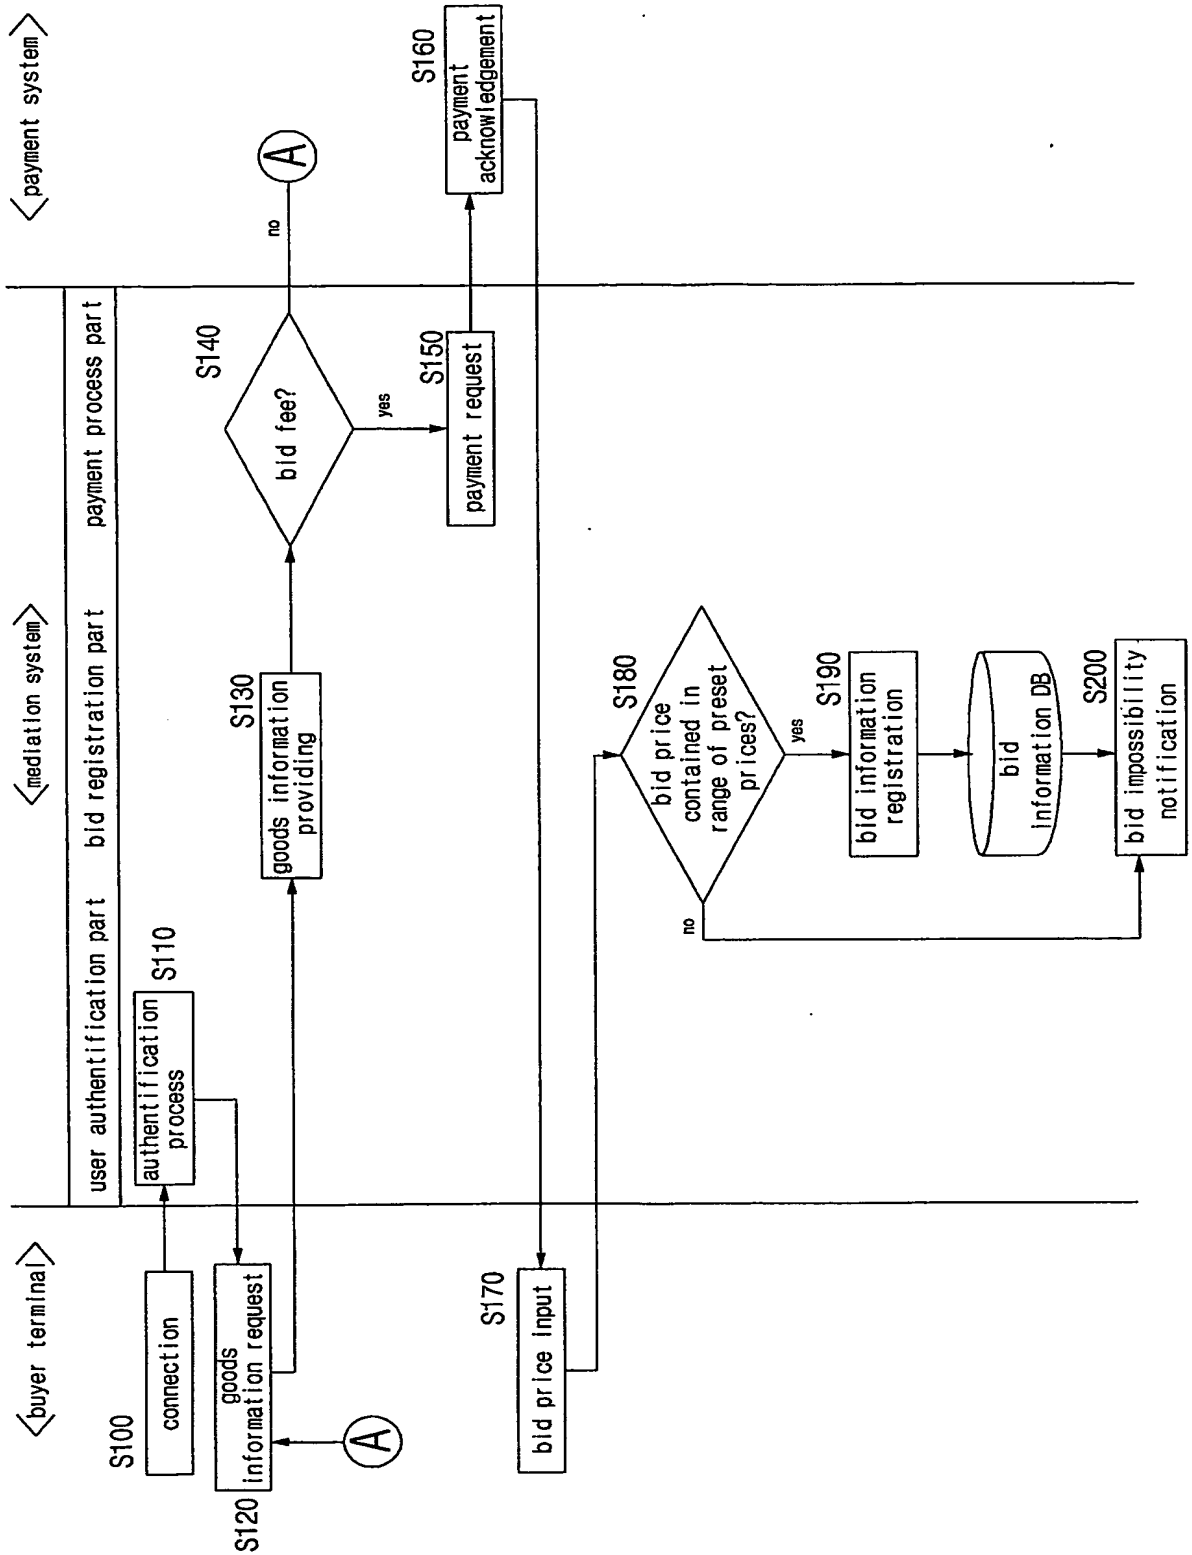 <buyer terminal>
<mediation system>
<payment system>
user authentification part
bid registration part
payment process part
S100
connection
authentification
process
S110
S120
goods
information request
A
goods information
providing
S130
bid fee?
S140
no
A
yes
payment request
S150
payment
acknowledgement
S160
bid price input
S170
bid price
contained in
range of preset
prices?
S180
no
yes
bid information
registration
S190
bid
information DB
bid impossibility
notification
S200